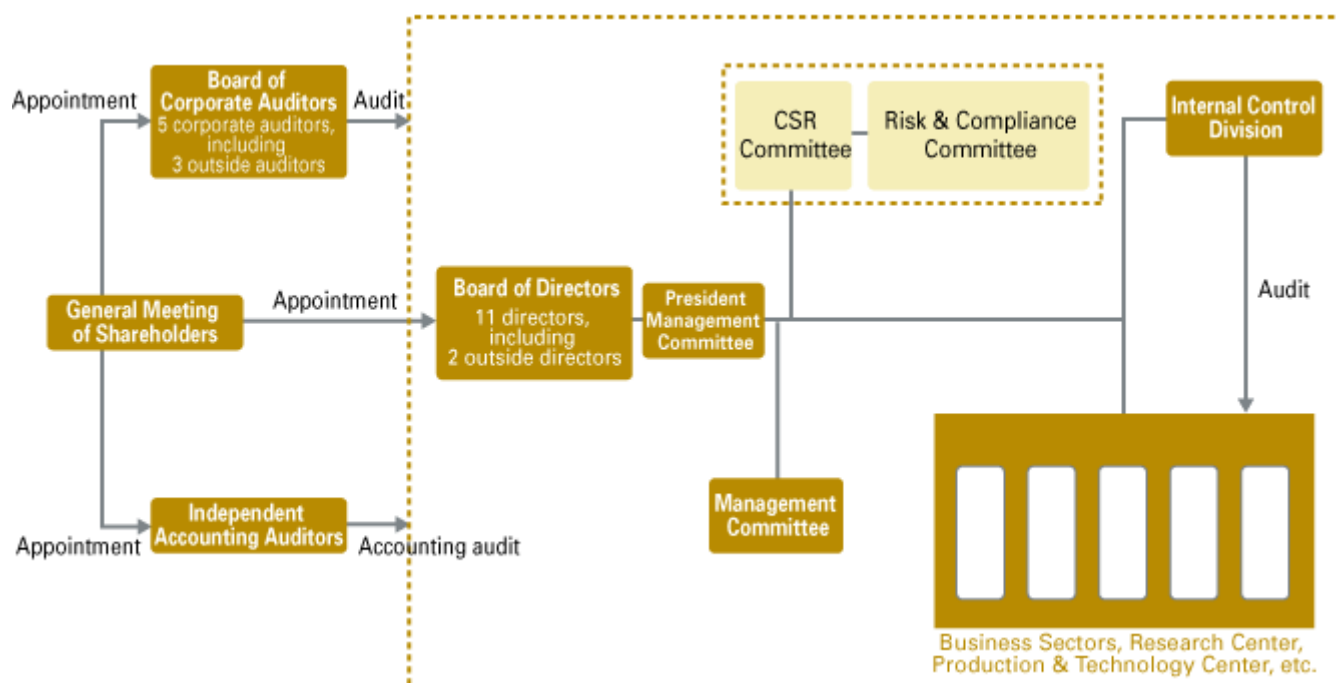 Appointment
Board of
Corporate Auditors
5 corporate auditors,
including
3 outside auditors
Audit
CSR
Committee
Risk & Compliance
Committee
Internal Control
Division
General Meeting
of Shareholders
Appointment
Board of Directors
11 directors,
including
2 outside directors
President
Management
Committee
Audit
Management
Committee
Appointment
Independent
Accounting Auditors
Accounting audit
Business Sectors, Research Center,
Production & Technology Center, etc.